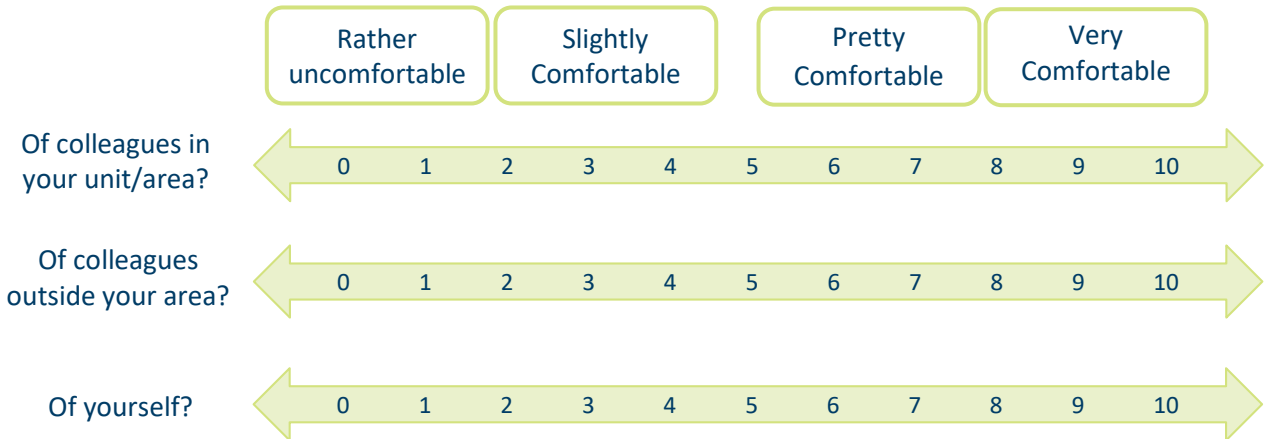 Rather
uncomfortable
Slightly
Comfortable
Pretty
Comfortable
Very
Comfortable
Of colleagues in
your unit/area?
0 1 2 3 4 5 6 7 8 9 10
Of colleagues
outside your area?
0 1 2 3 4 5 6 7 8 9 10
Of yourself?
0 1 2 3 4 5 6 7 8 9 10